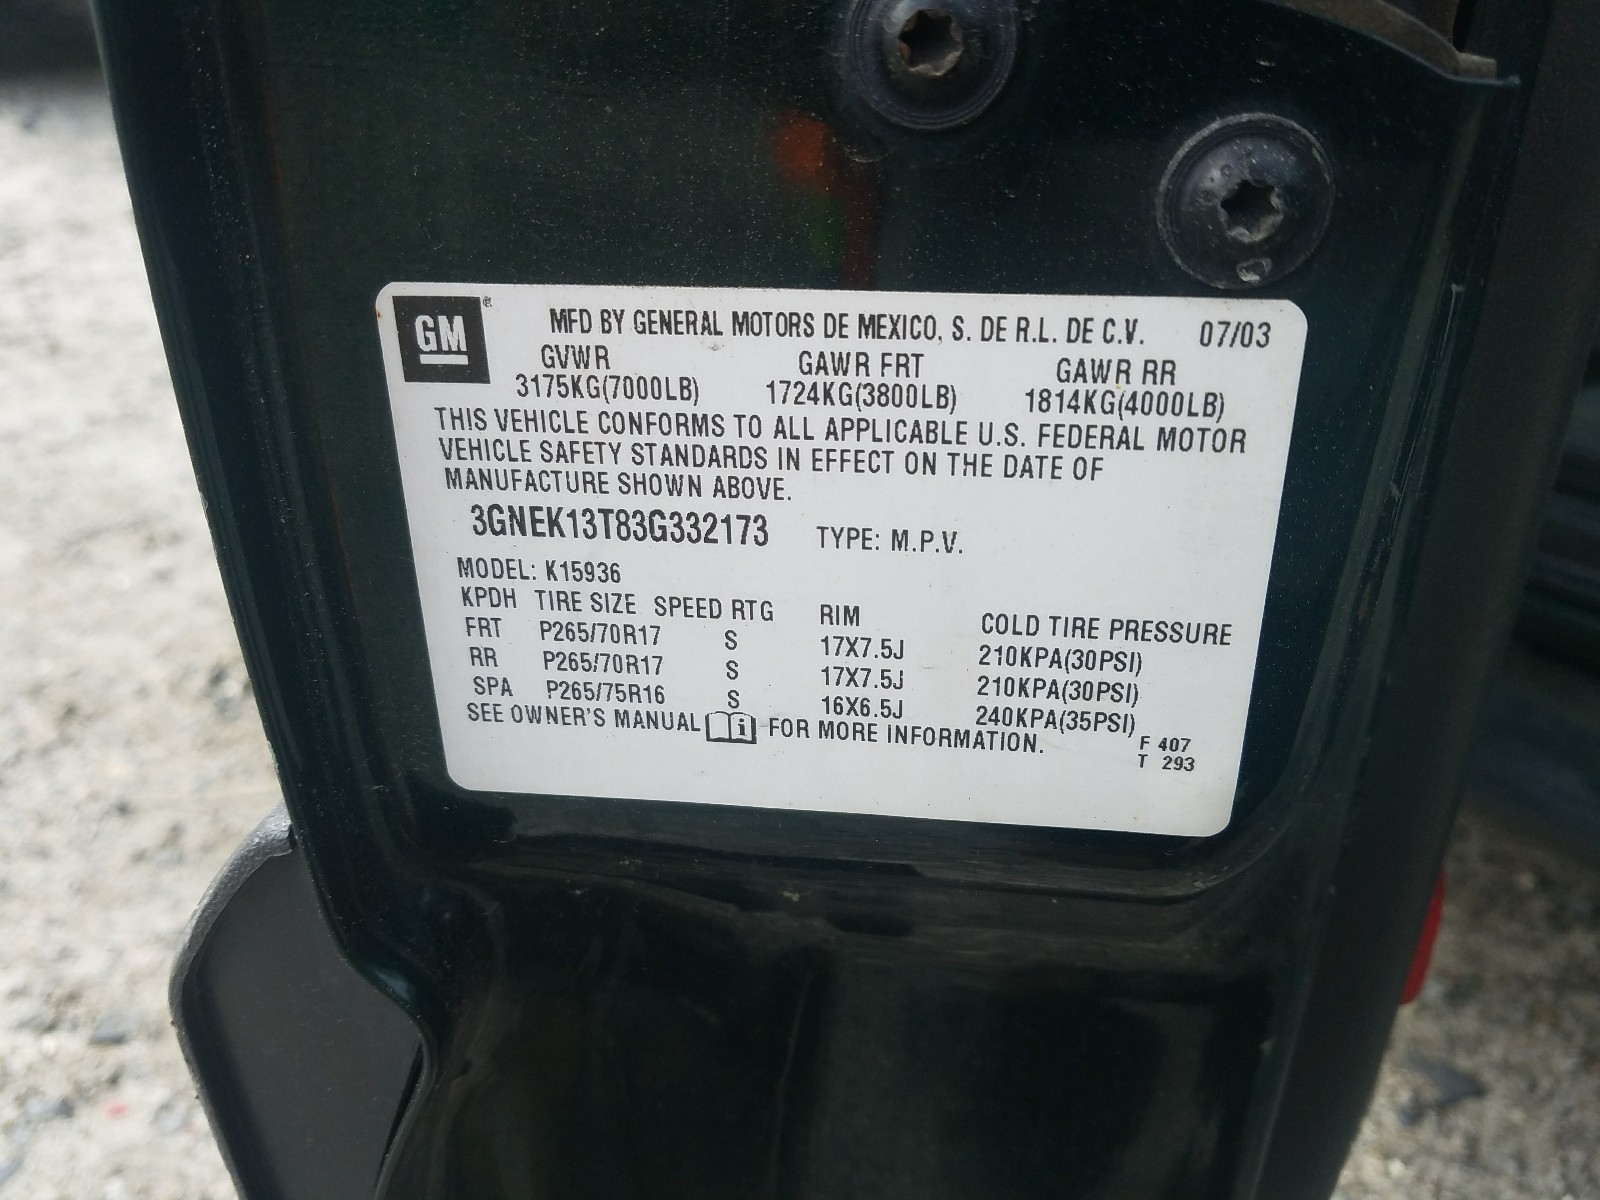 GM ®
MFD BY GENERAL MOTORS DE MEXICO, S. DE R.L. DE C.V. 07/03
GVWR GAWR FRT GAWR RR
3175KG(7000LB) 1724KG(3800LB) 1814KG(4000LB)
THIS VEHICLE CONFORMS TO ALL APPLICABLE U.S. FEDERAL MOTOR
VEHICLE SAFETY STANDARDS IN EFFECT ON THE DATE OF
MANUFACTURE SHOWN ABOVE.
3GNEK13T83G332173 TYPE: M.P.V.
MODEL: K15936
KPDH TIRE SIZE SPEED RTG RIM COLD TIRE PRESSURE
FRT P265/70R17 S 17X7.5J 210KPA(30PSI)
RR P265/70R17 S 17X7.5J 210KPA(30PSI)
SPA P265/75R16 S 16X6.5J 240KPA(35PSI)
SEE OWNER'S MANUAL i FOR MORE INFORMATION. F 407
T 293